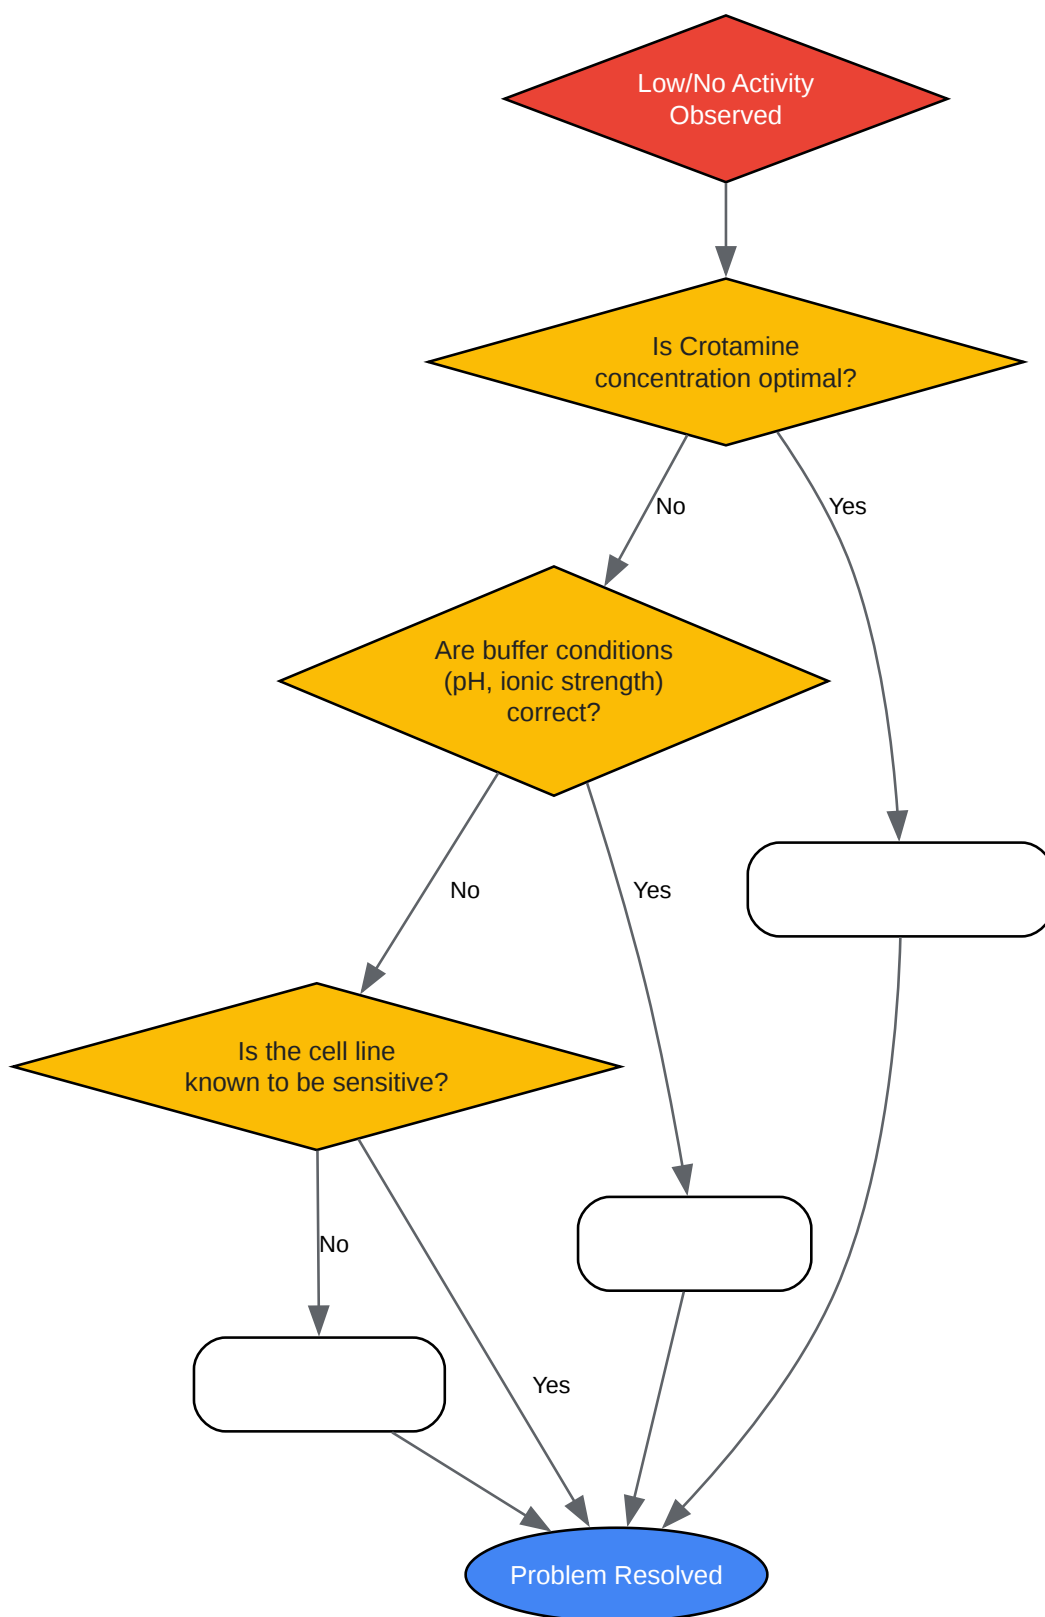 Low/No Activity
Observed
Is Crotamine
concentration optimal?
No
Yes
Are buffer conditions
(pH, ionic strength)
correct?
No
Yes
Is the cell line
known to be sensitive?
No
Yes
Problem Resolved